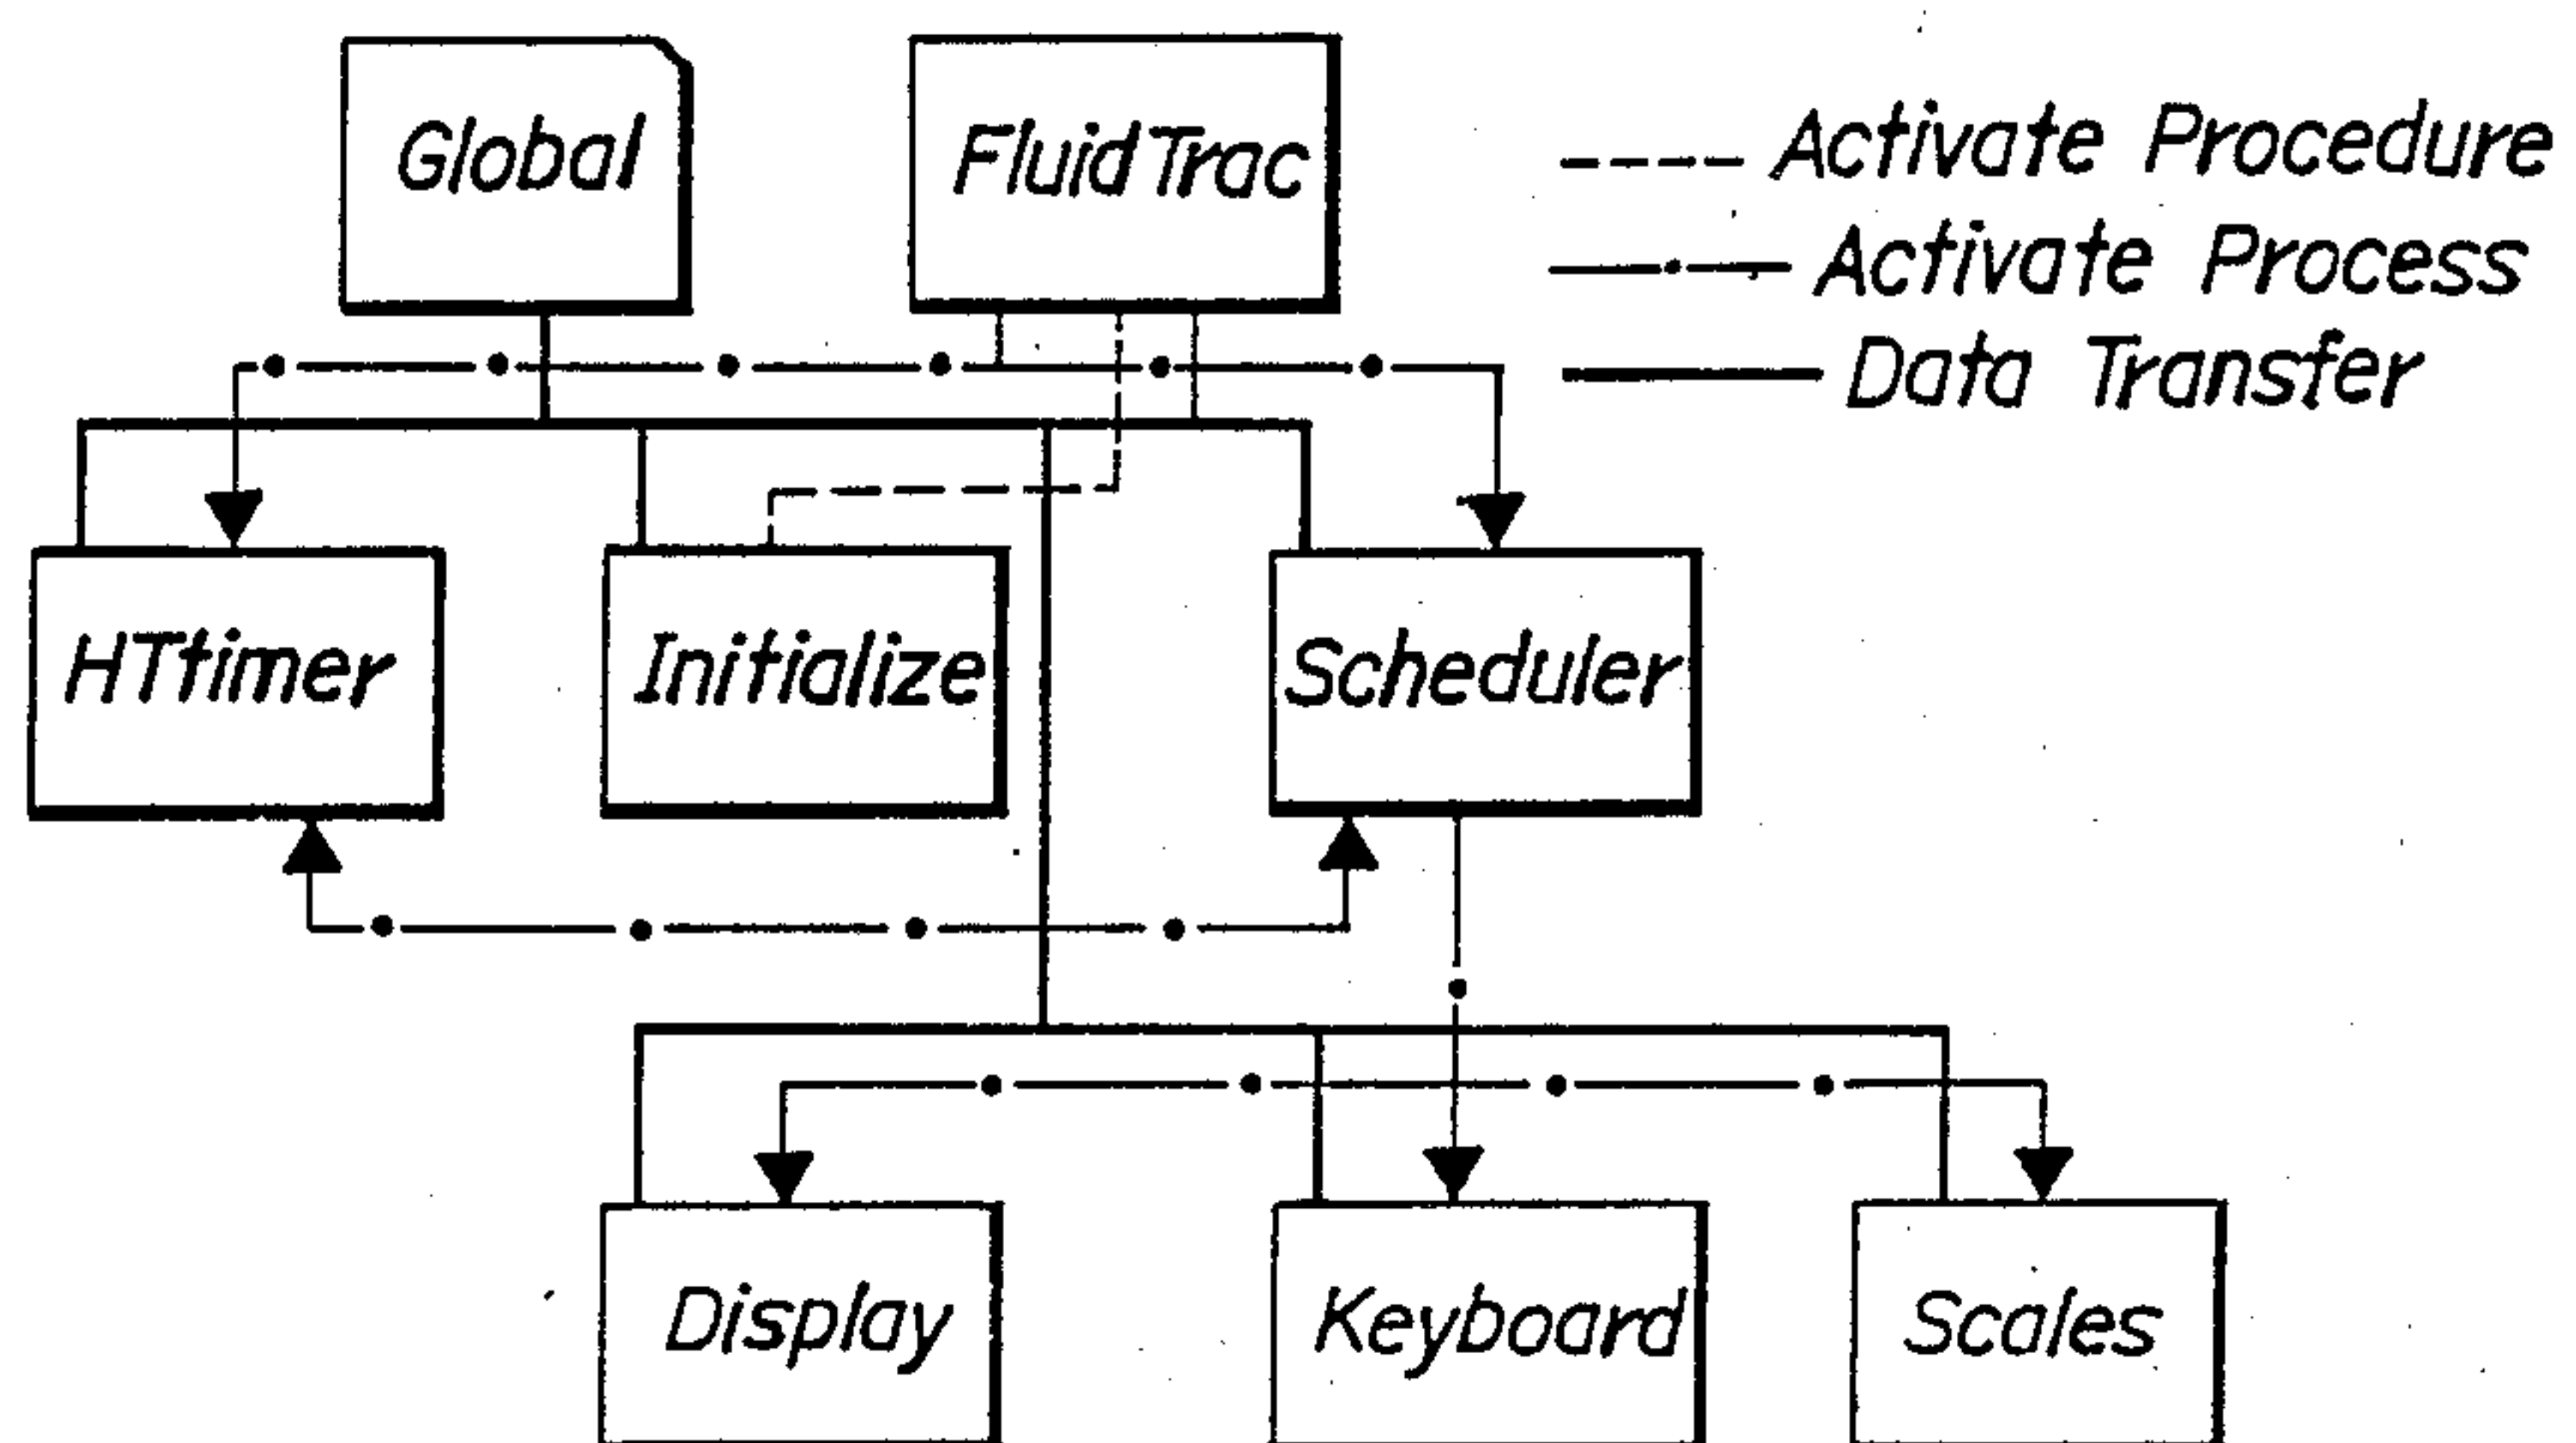 Global
FluidTrac
Activate Procedure
Activate Process
Data Transfer
HTtimer
Initialize
Scheduler
Display
Keyboard
Scales